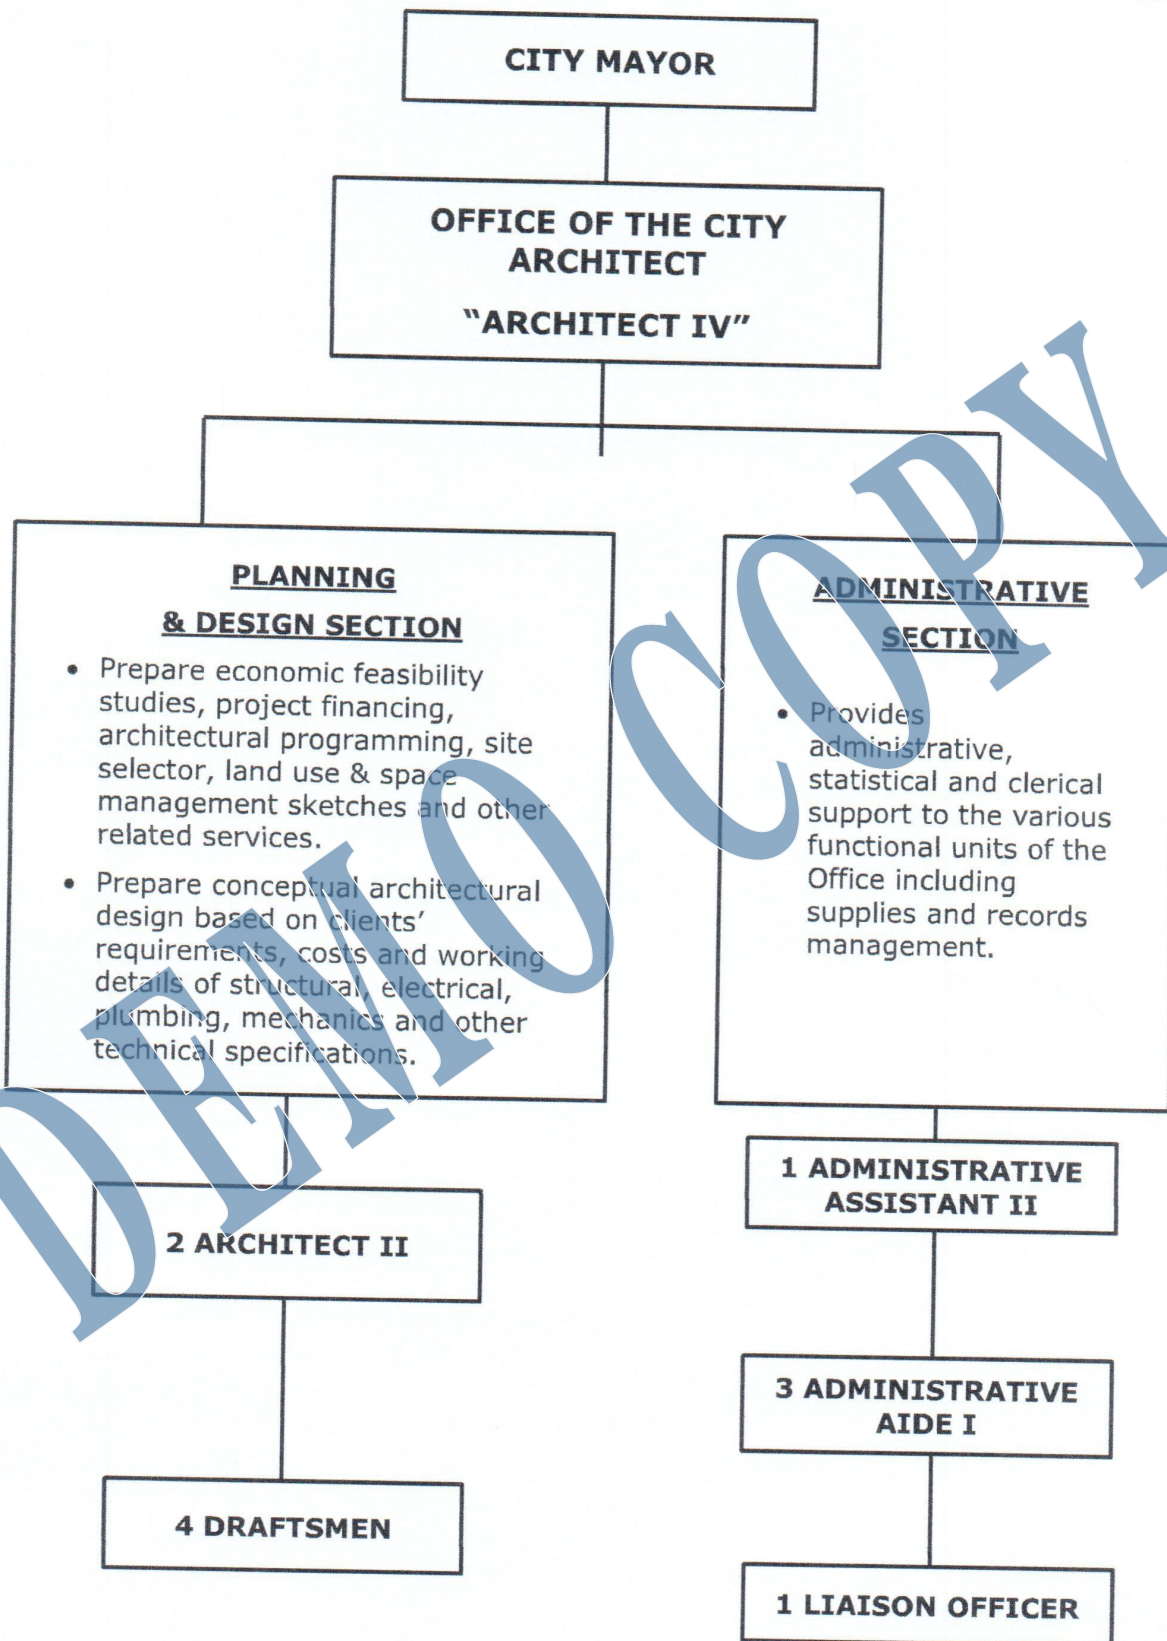 CITY MAYOR
OFFICE OF THE CITY
ARCHITECT
“ARCHITECT IV”
PLANNING
& DESIGN SECTION
• Prepare economic feasibility
studies, project financing,
architectural programming, site
selector, land use & space
management sketches and other
related services.
• Prepare conceptual architectural
design based on clients’
requirements, costs and working
details of structural, electrical,
plumbing, mechanics and other
technical specifications.
2 ARCHITECT II
4 DRAFTSMEN
ADMINISTRATIVE
SECTION
• Provides
administrative,
statistical and clerical
support to the various
functional units of the
Office including
supplies and records
management.
1 ADMINISTRATIVE
ASSISTANT II
3 ADMINISTRATIVE
AIDE I
1 LIAISON OFFICER
DEMO COPY